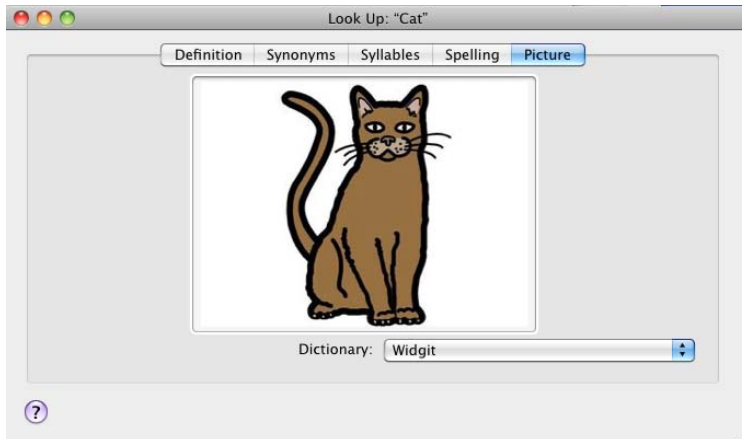 Look Up: “Cat”
Definition Synonyms Syllables Spelling Picture
Dictionary: Widgit
?